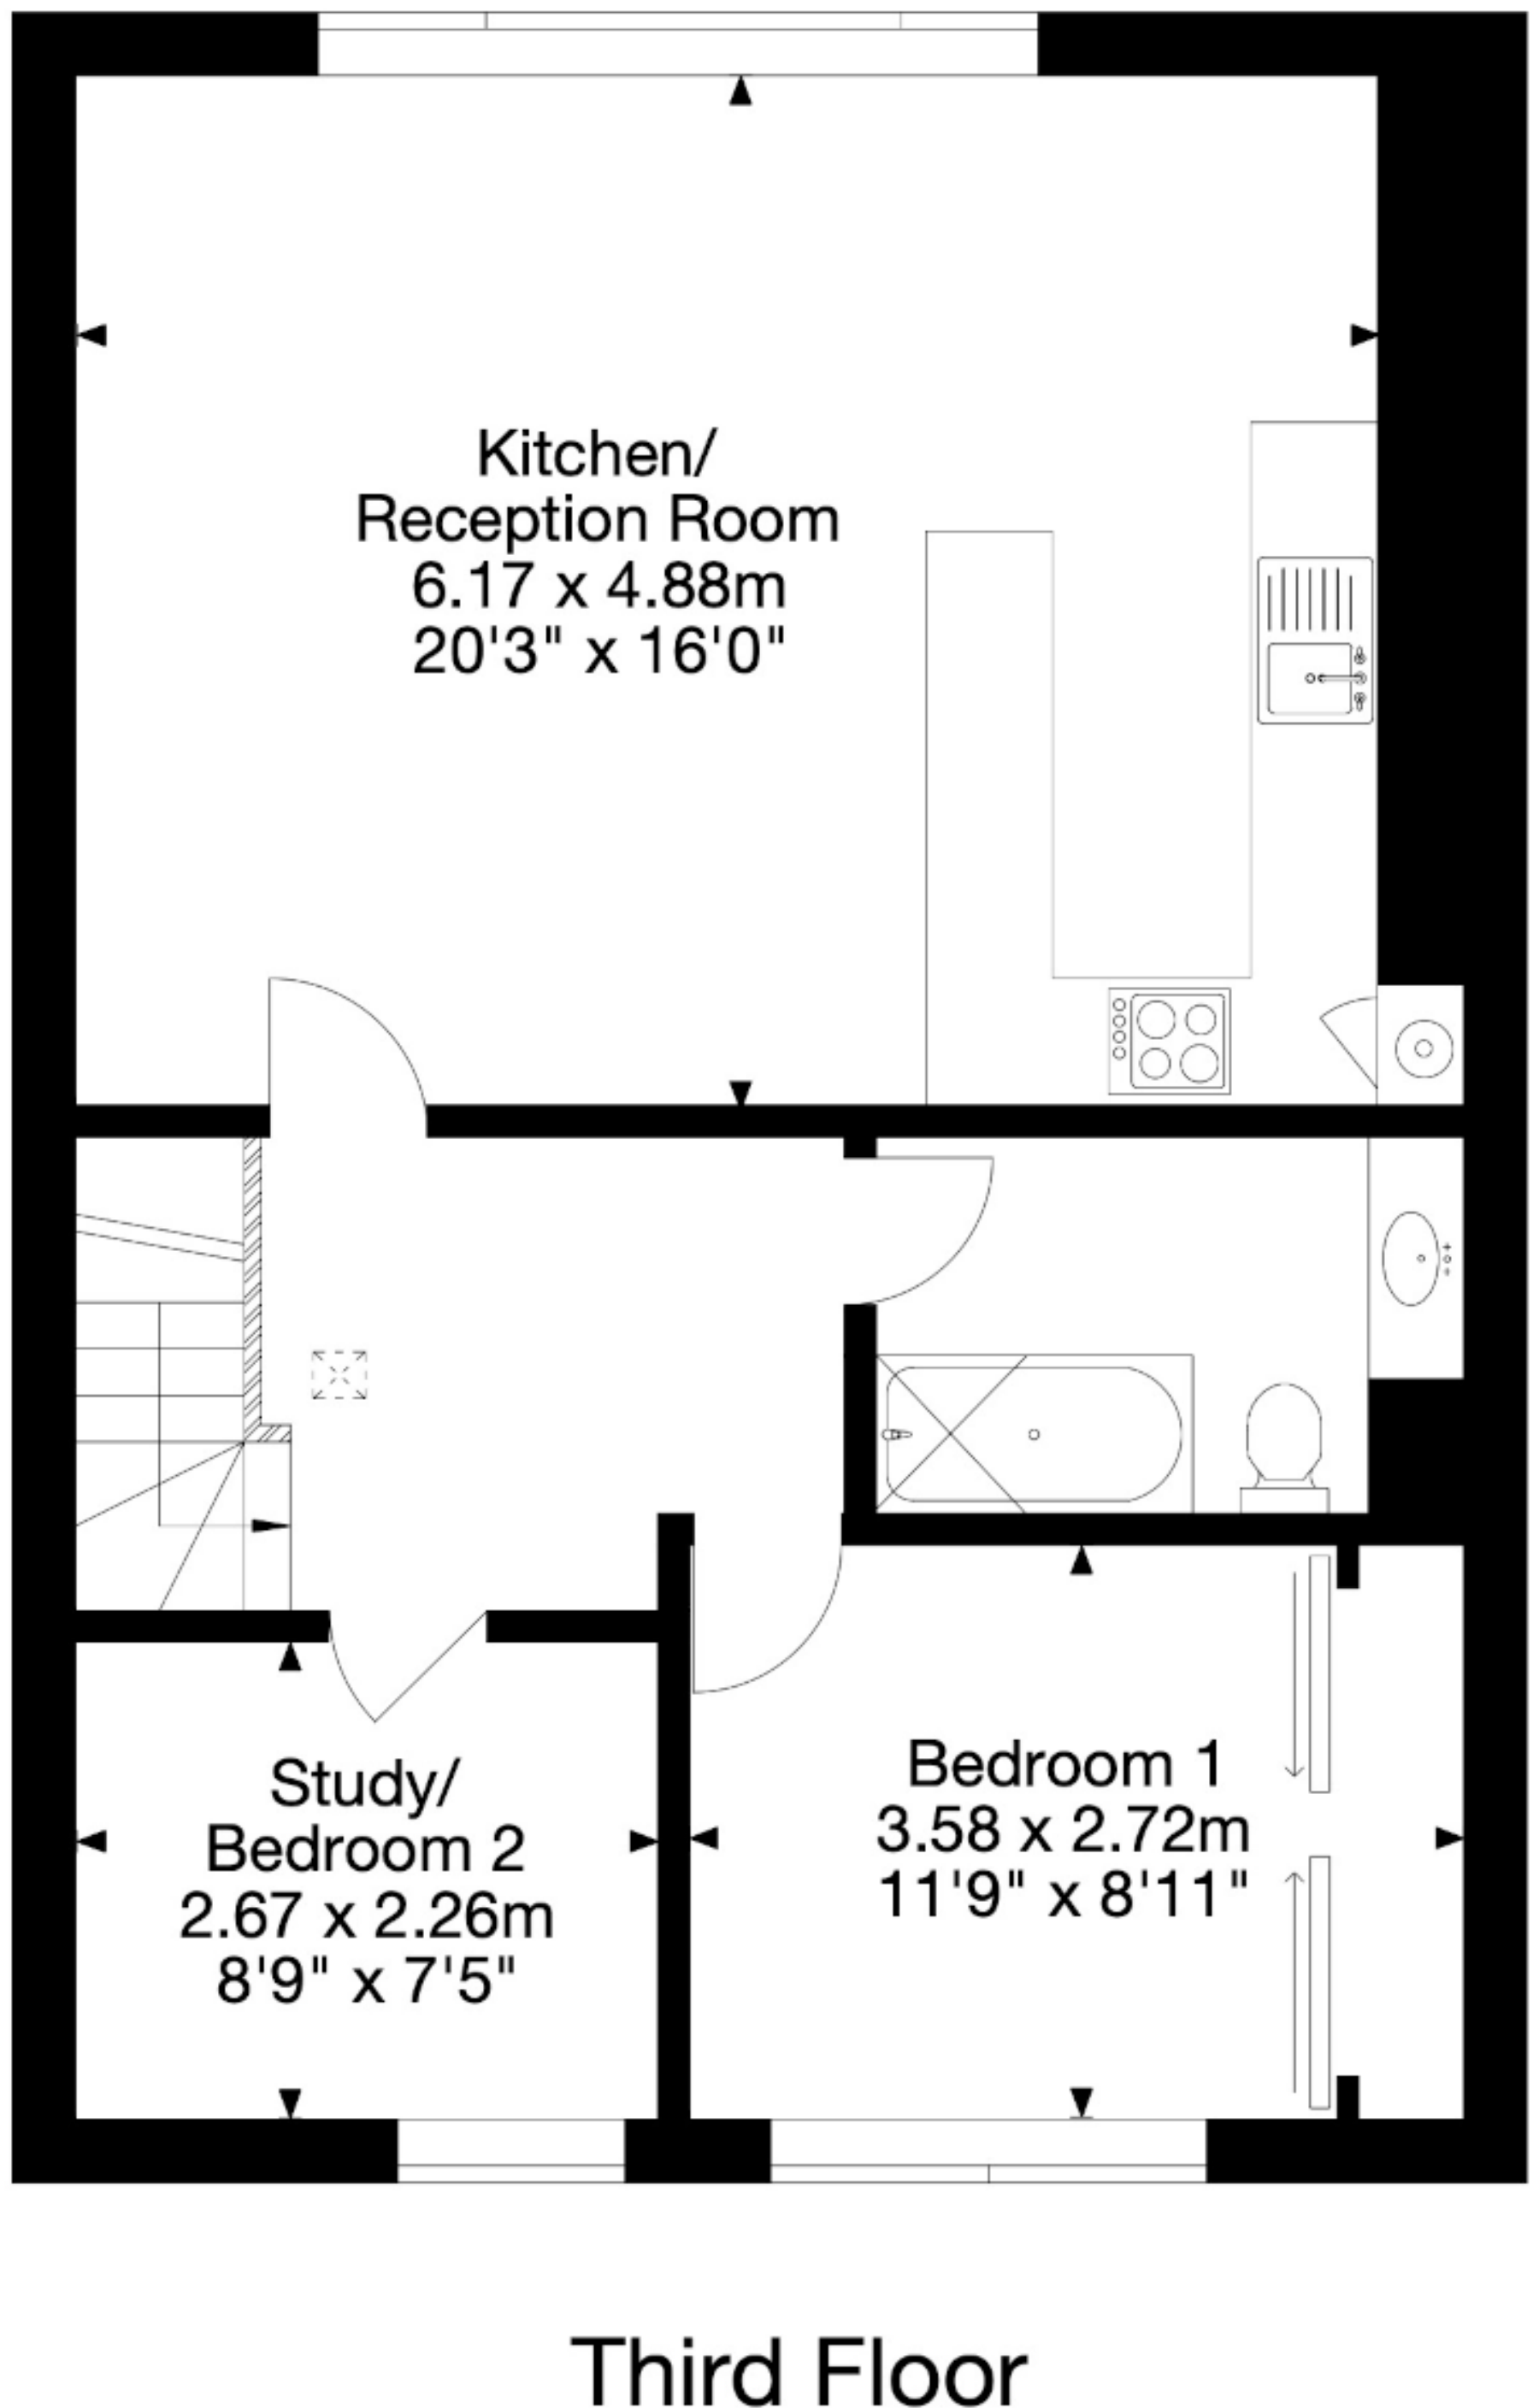 Kitchen/
Reception Room
6.17 x 4.88m
20'3" x 16'0"
Study/
Bedroom 2
2.67 x 2.26m
8'9" x 7'5"
Bedroom 1
3.58 x 2.72m
11'9" x 8'11"
Third Floor